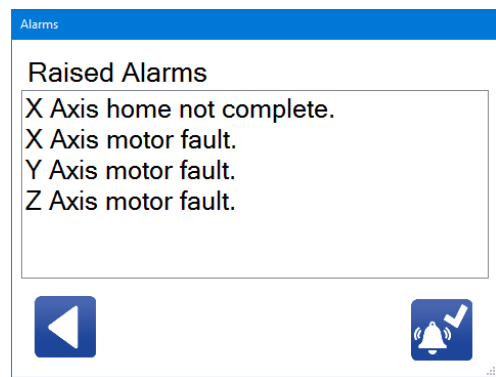 Alarms
Raised Alarms
X Axis home not complete.
X Axis motor fault.
Y Axis motor fault.
Z Axis motor fault.